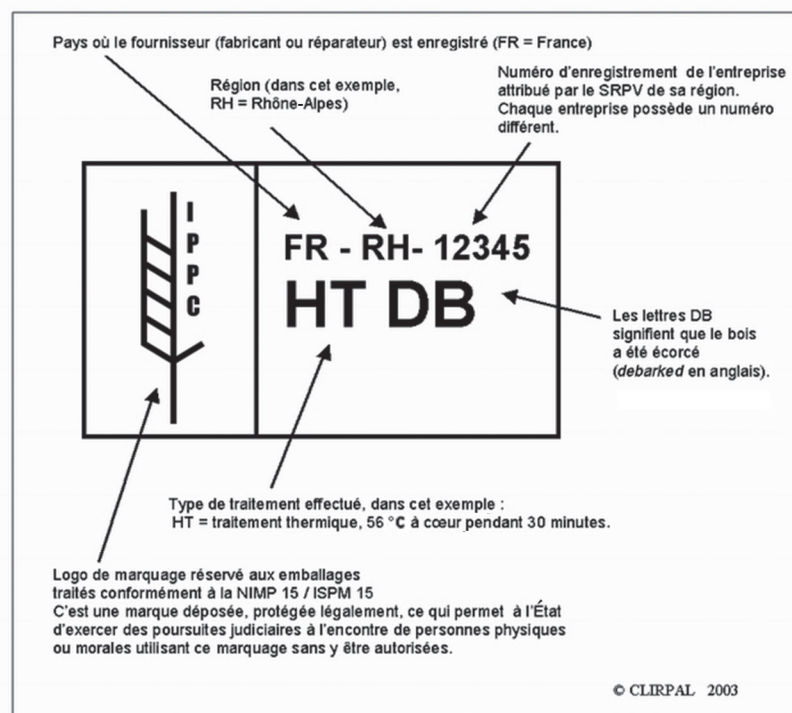 Pays où le fournisseur (fabricant ou réparateur) est enregistré (FR = France)
Région (dans cet exemple,
RH = Rhône-Alpes)
Numéro d'enregistrement de l'entreprise
attribué par le SRPV de sa région.
Chaque entreprise possède un numéro
différent.
IPPC
FR - RH- 12345
HT DB
Les lettres DB
signifient que le bois
a été écorcé
(debarked en anglais).
Type de traitement effectué, dans cet exemple :
HT = traitement thermique, 56 °C à cœur pendant 30 minutes.
Logo de marquage réservé aux emballages
traités conformément à la NIMP 15 / ISPM 15
C'est une marque déposée, protégée légalement, ce qui permet à l'État
d'exercer des poursuites judiciaires à l'encontre de personnes physiques
ou morales utilisant ce marquage sans y être autorisées.
© CLIRPAL 2003